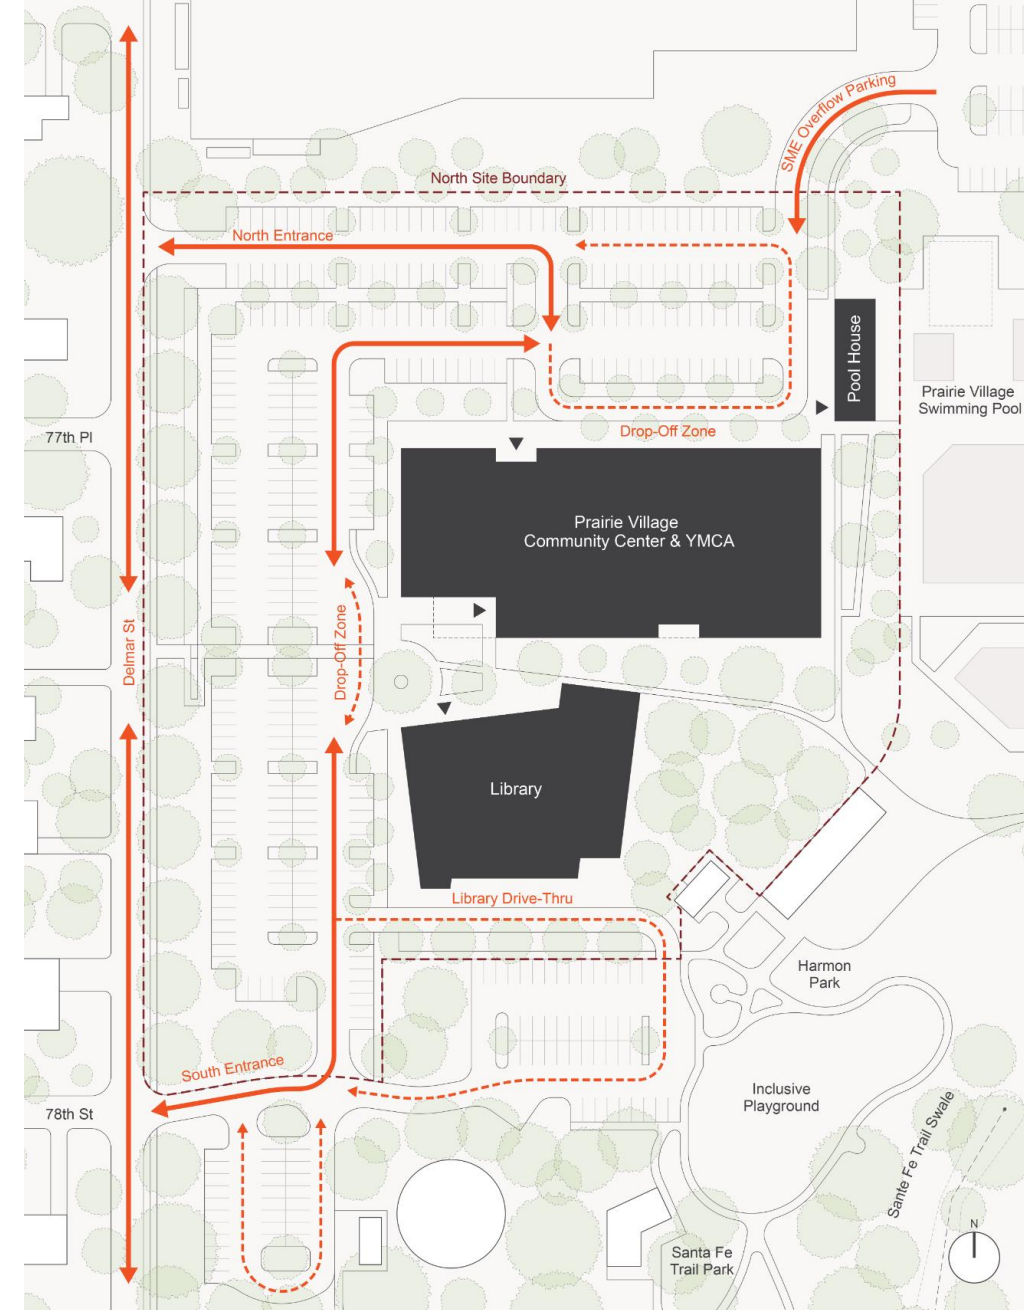 SME Overflow Parking
North Site Boundary
North Entrance
Pool House
Prairie Village
Swimming Pool
77th Pl
Drop-Off Zone
Prairie Village
Community Center & YMCA
Delmar St
Drop-Off Zone
Library
Library Drive-Thru
Harmon
Park
South Entrance
78th St
Inclusive
Playground
Sante Fe Trail Swale
N
Santa Fe
Trail Park